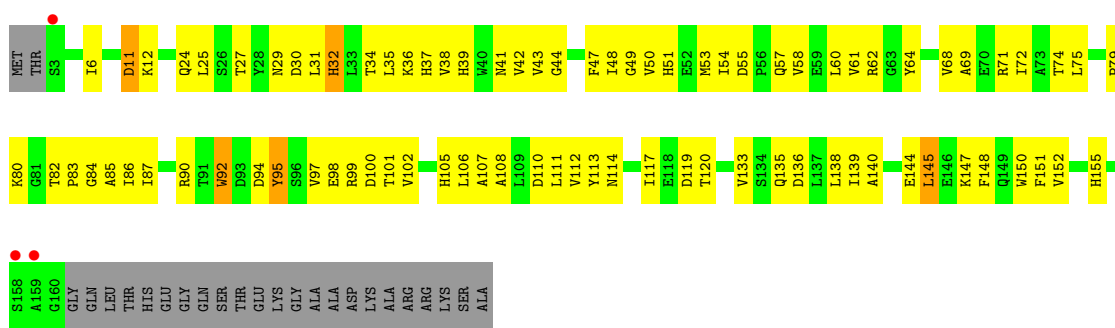 MET THR S3 I6 D11 K12 Q24 L25 S26 T27 Y28 N29 D30 L31 H32 L33 T34 L35 K36 H37 V38 H39 W40 N41 V42 V43 G44 F47 I48 G49 V50 H51 E52 M53 I54 D55 P56 Q57 V58 E59 L60 V61 R62 G63 Y64 V68 A69 E70 R71 I72 A73 T74 L75
K80 G81 T82 P83 G84 A85 I86 I87 R90 T91 W92 D93 D94 Y95 S96 V97 E98 R99 D100 T101 V102 H105 L106 A107 A108 L109 D110 L111 V112 Y113 N114 I117 E118 D119 T120 V133 S134 Q135 D136 L137 L138 I139 A140 E144 L145 E146 K147 F148 Q149 W150 F151 V152 H155
S158 A159 G160 GLY GLN LEU THR HIS GLU GLY GLN SER THR GLU LYS GLY ALA ALA ASP LYS ALA ARG ARG LYS SER ALA